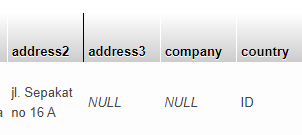 address2 address3 company country
jl. Sepakat
no 16 A NULL NULL ID